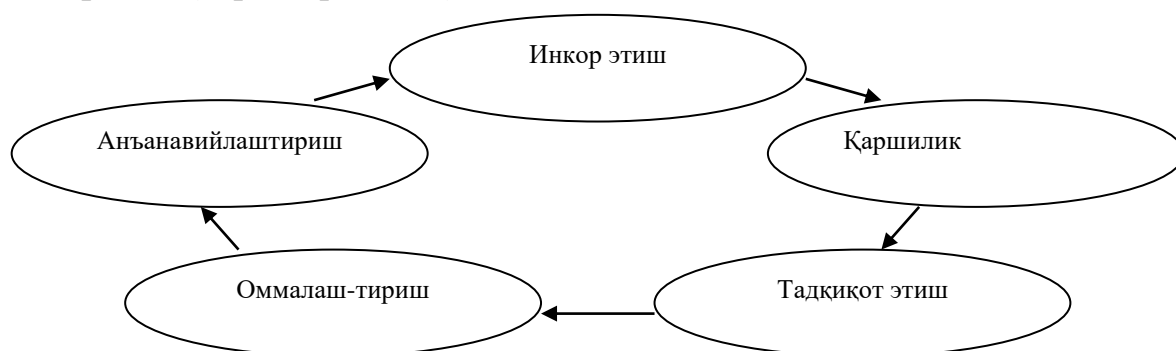 Инкор этиш
Анъанавийлаштириш
Қаршилик
Оммалаш-тириш
Тадқиқот этиш